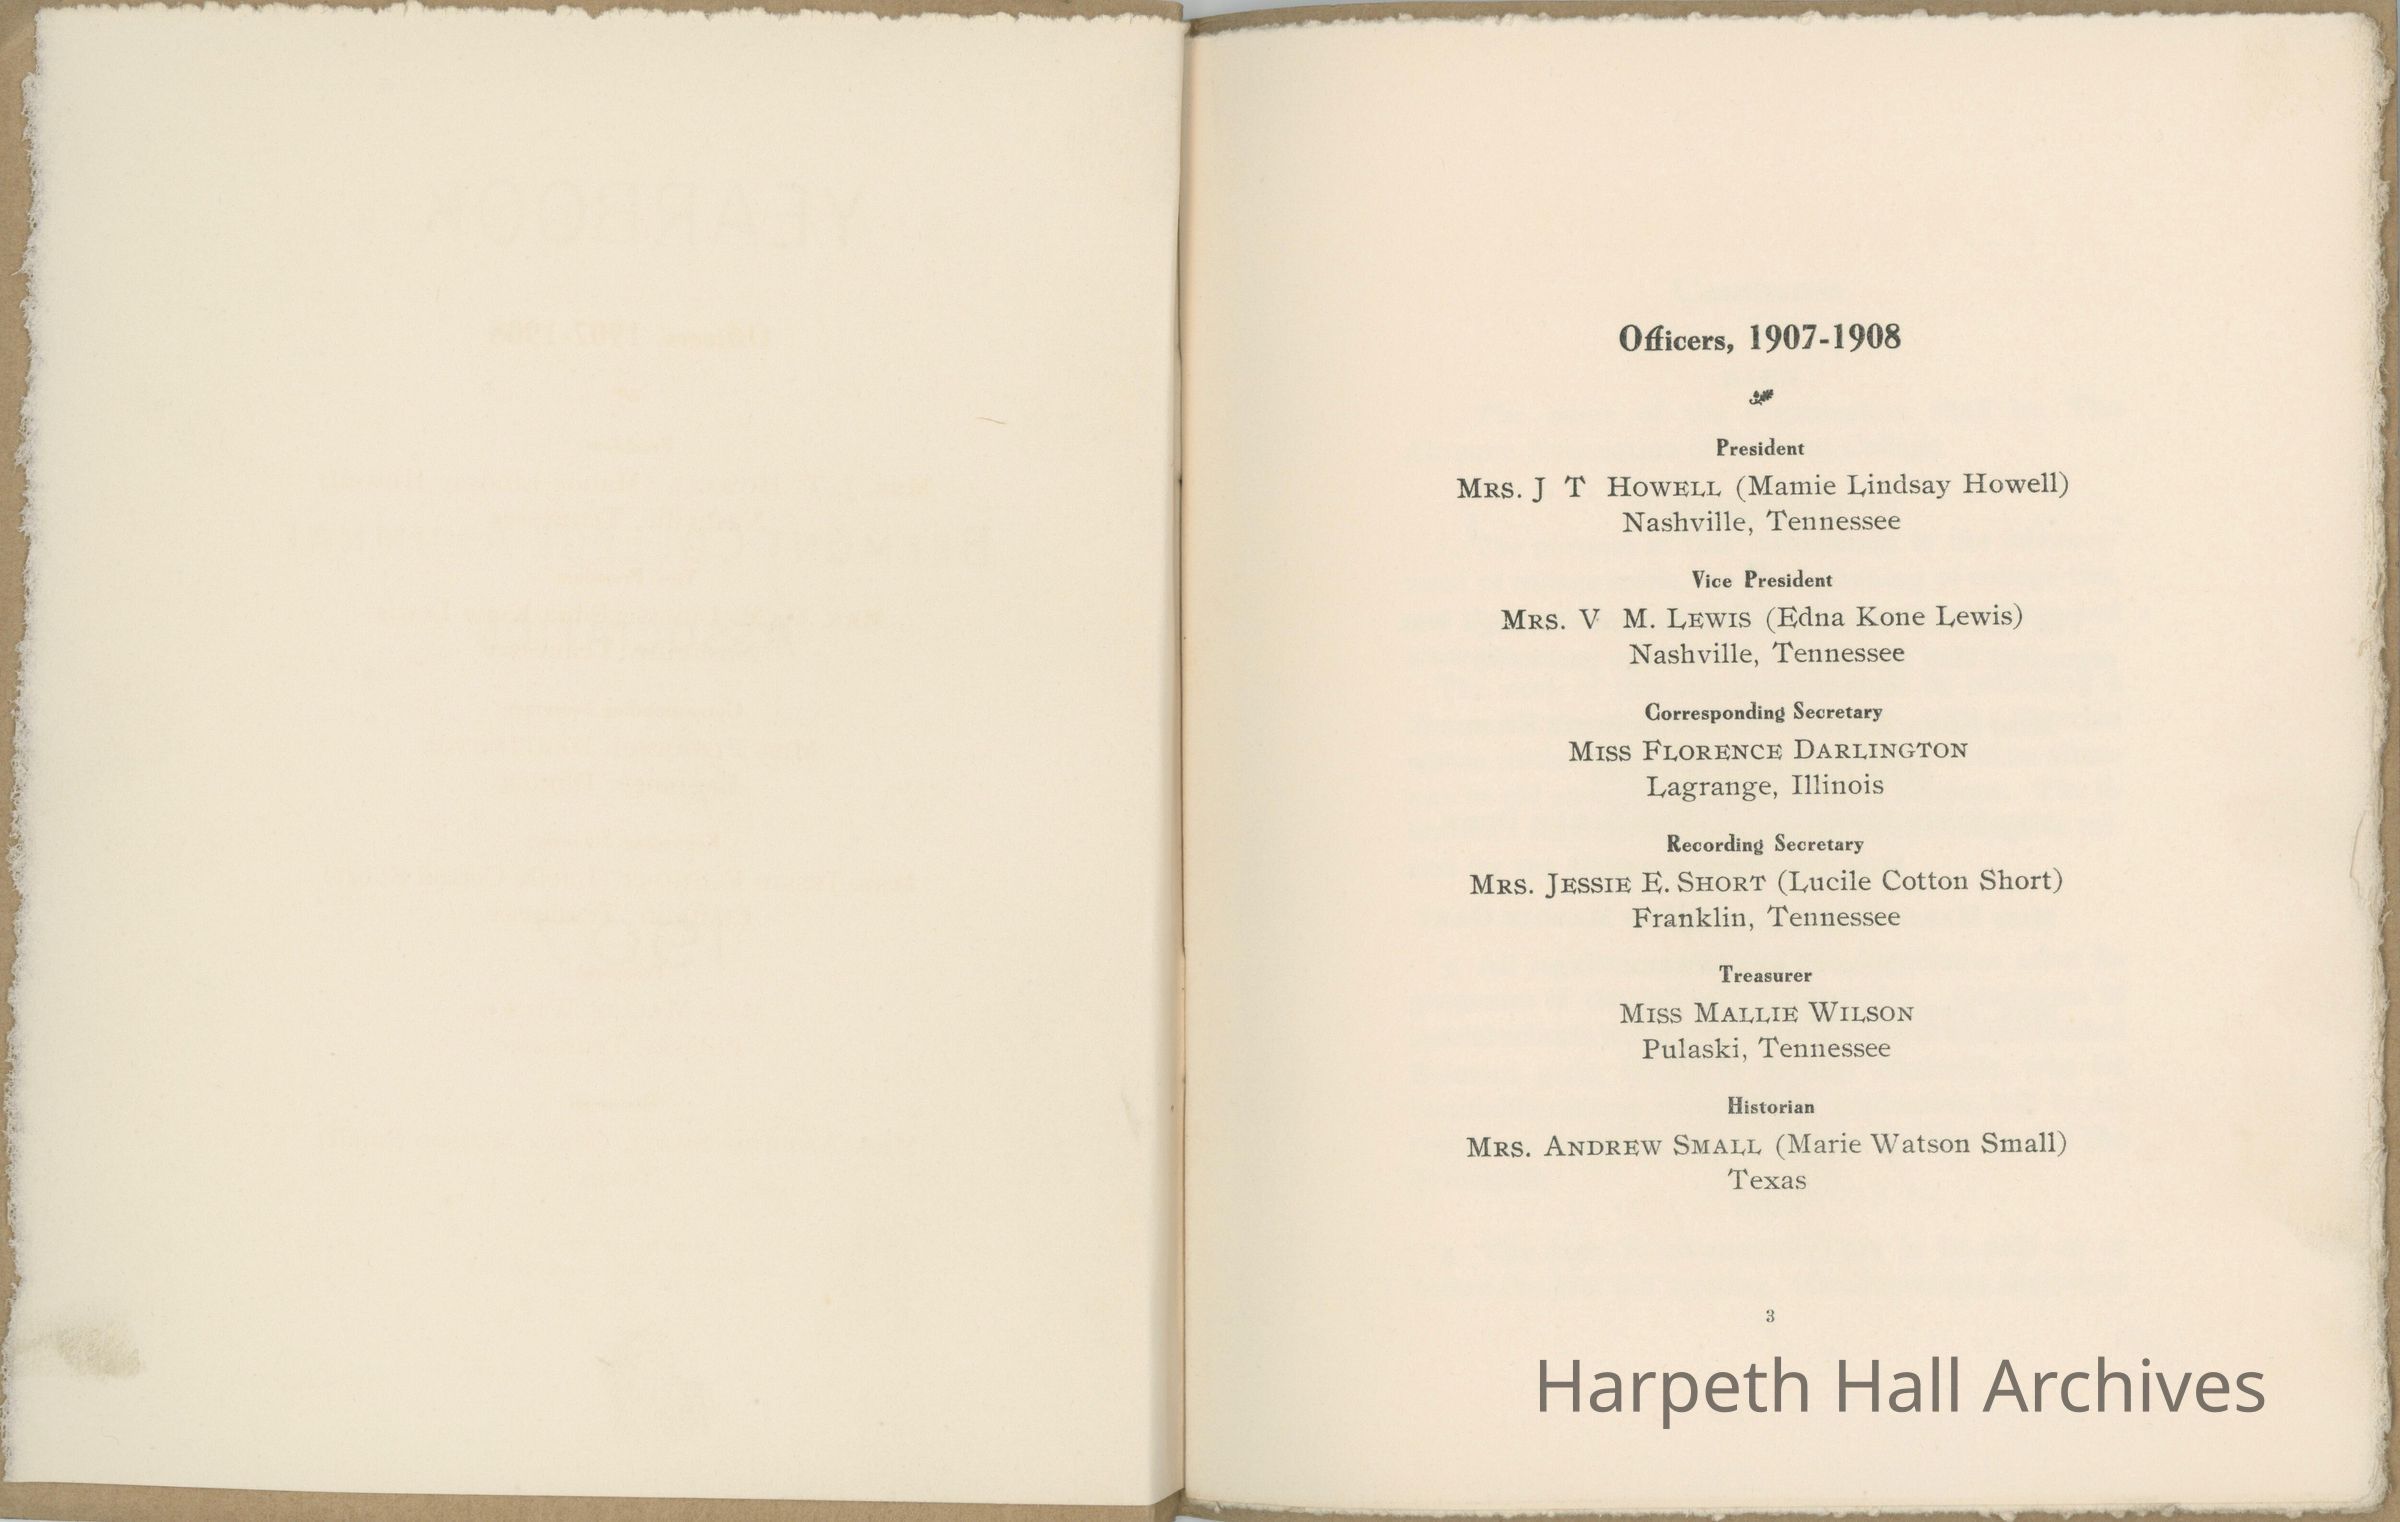 Officers, 1907-1908
President
MRS. J T HOWELL (Mamie Lindsay Howell)
Nashville, Tennessee
Vice President
MRS. V M. LEWIS (Edna Kone Lewis)
Nashville, Tennessee
Corresponding Secretary
MISS FLORENCE DARLINGTON
Lagrange, Illinois
Recording Secretary
MRS. JESSIE E. SHORT (Lucile Cotton Short)
Franklin, Tennessee
Treasurer
MISS MALLIE WILSON
Pulaski, Tennessee
Historian
MRS. ANDREW SMALL (Marie Watson Small)
Texas
3
Harpeth Hall Archives